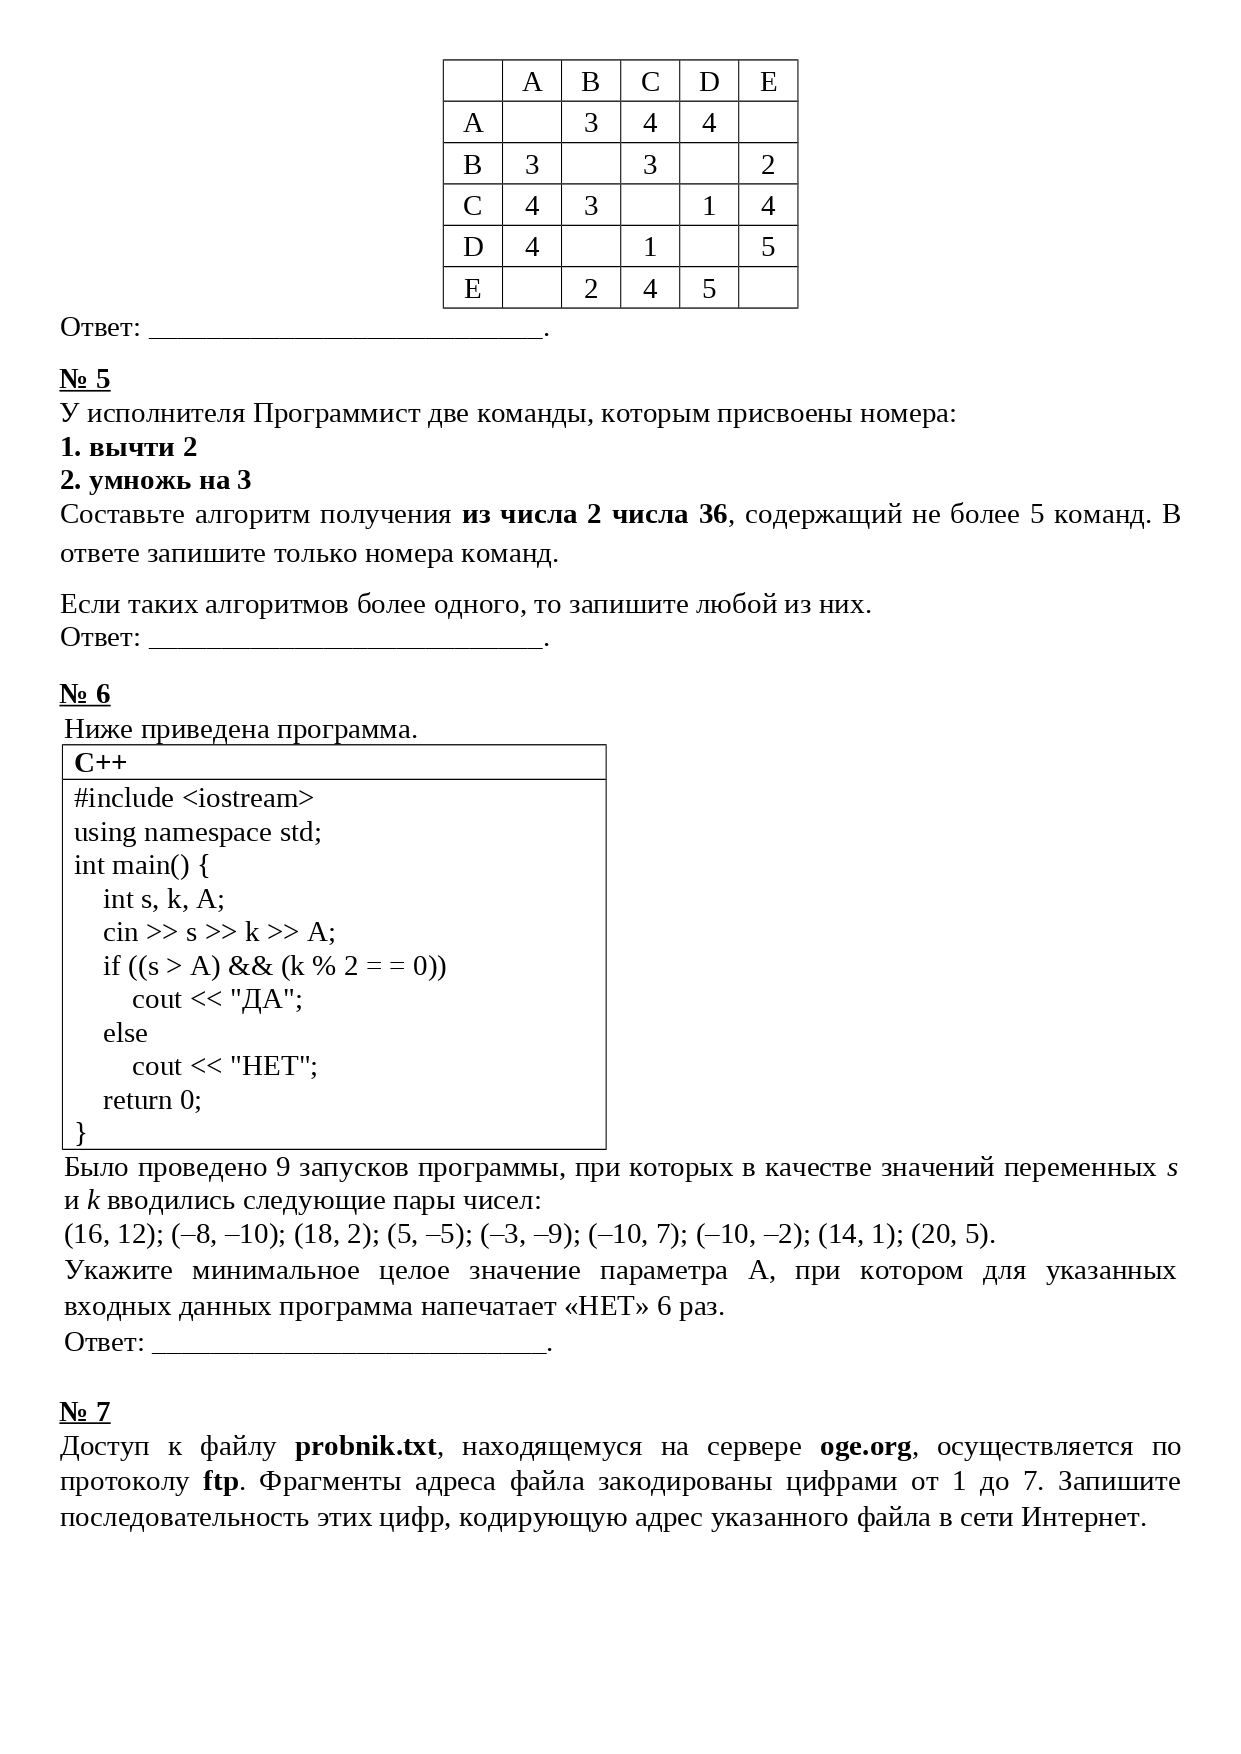 A B C D E
A 3 4 4
B 3 3 2
C 4 3 1 4
D 4 1 5
E 2 4 5
Ответ: ___________________________.
№ 5
У исполнителя Программист две команды, которым присвоены номера:
1. вычти 2
2. умножь на 3
Составьте алгоритм получения из числа 2 числа 36, содержащий не более 5 команд. В
ответе запишите только номера команд.
Если таких алгоритмов более одного, то запишите любой из них.
Ответ: ___________________________.
№ 6
Ниже приведена программа.
C++
#include <iostream>
using namespace std;
int main() {
int s, k, A;
cin >> s >> k >> A;
if ((s > A) && (k % 2 = = 0))
cout << "ДА";
else
cout << "НЕТ";
return 0;
}
Было проведено 9 запусков программы, при которых в качестве значений переменных s
и k вводились следующие пары чисел:
(16, 12); (–8, –10); (18, 2); (5, –5); (–3, –9); (–10, 7); (–10, –2); (14, 1); (20, 5).
Укажите минимальное целое значение параметра А, при котором для указанных
входных данных программа напечатает «НЕТ» 6 раз.
Ответ: ___________________________.
№ 7
Доступ к файлу probnik.txt, находящемуся на сервере oge.org, осуществляется по
протоколу ftp. Фрагменты адреса файла закодированы цифрами от 1 до 7. Запишите
последовательность этих цифр, кодирующую адрес указанного файла в сети Интернет.